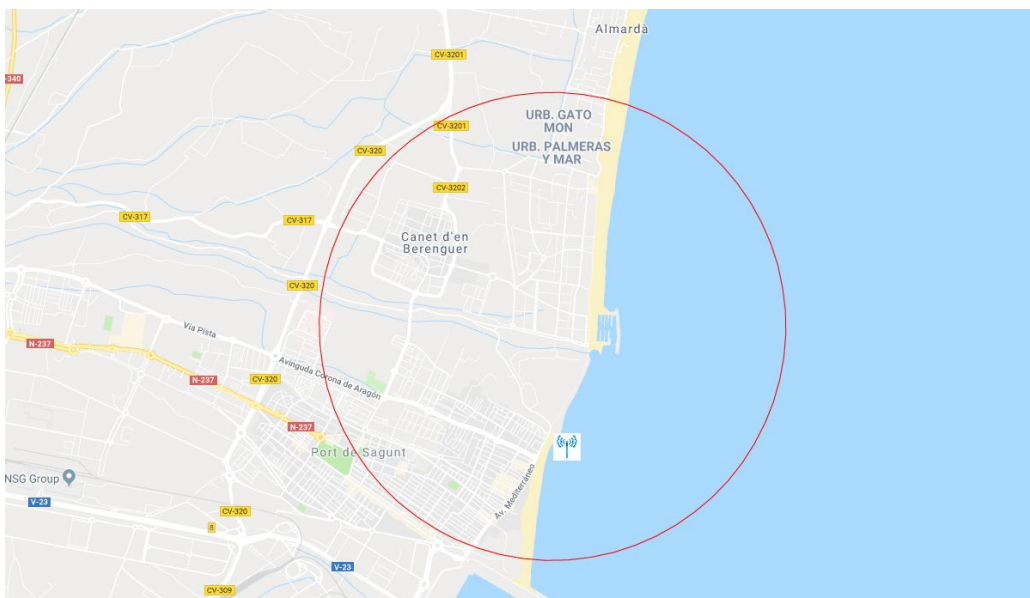 Almardà
CV-3201
-340
URB. GATO
MON
CV-3201
URB. PALMERAS
Y MAR
CV-320
CV-3202
CV-317
CV-317
Canet d'en
Berenguer
CV-320
Vía Pista
N-237
Avinguda Corona de Aragón
N-237
CV-320
N-237
Port de Sagunt
Av. Mediterráneo
NSG Group
V-23
CV-320
V-23
CV-309